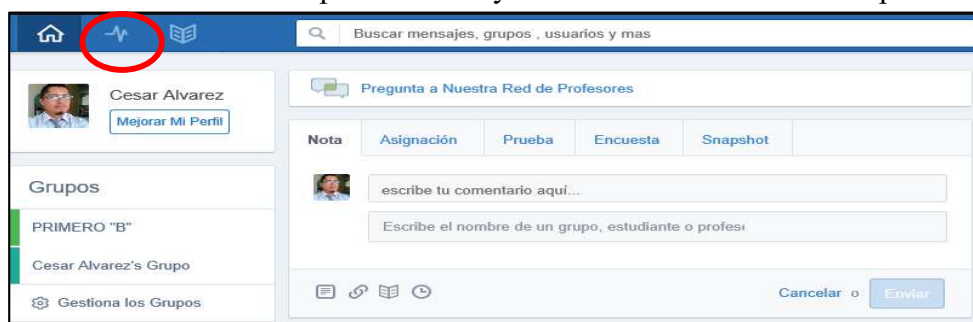 Buscar mensajes, grupos , usuarios y mas
Cesar Alvarez
Mejorar Mi Perfil
Grupos
PRIMERO "B"
Cesar Alvarez's Grupo
Gestiona los Grupos
Pregunta a Nuestra Red de Profesores
Nota Asignación Prueba Encuesta Snapshot
escribe tu comentario aquí...
Escribe el nombre de un grupo, estudiante o
Cancelar o Enviar